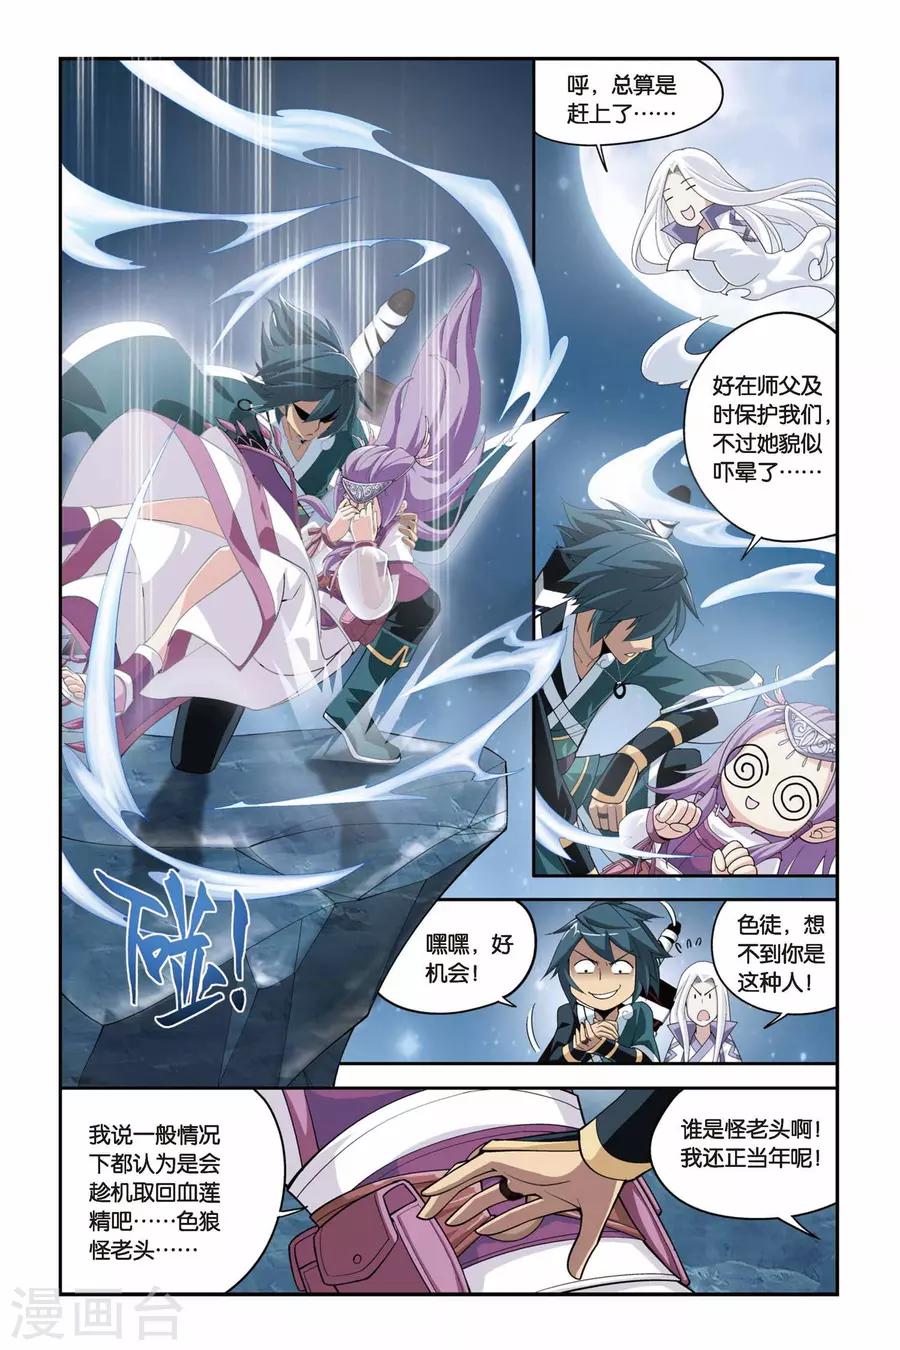 呼，总算是
赶上了……
好在师父及
时保护我们，
不过她貌似
吓晕了……
碰！
嘿嘿，好
机会！
色徒，想
不到你是
这种人！
我说一般情况
下都认为是会
趁机取回血莲
精吧……色狼
怪老头……
谁是怪老头啊！
我还正当年呢！
漫画台